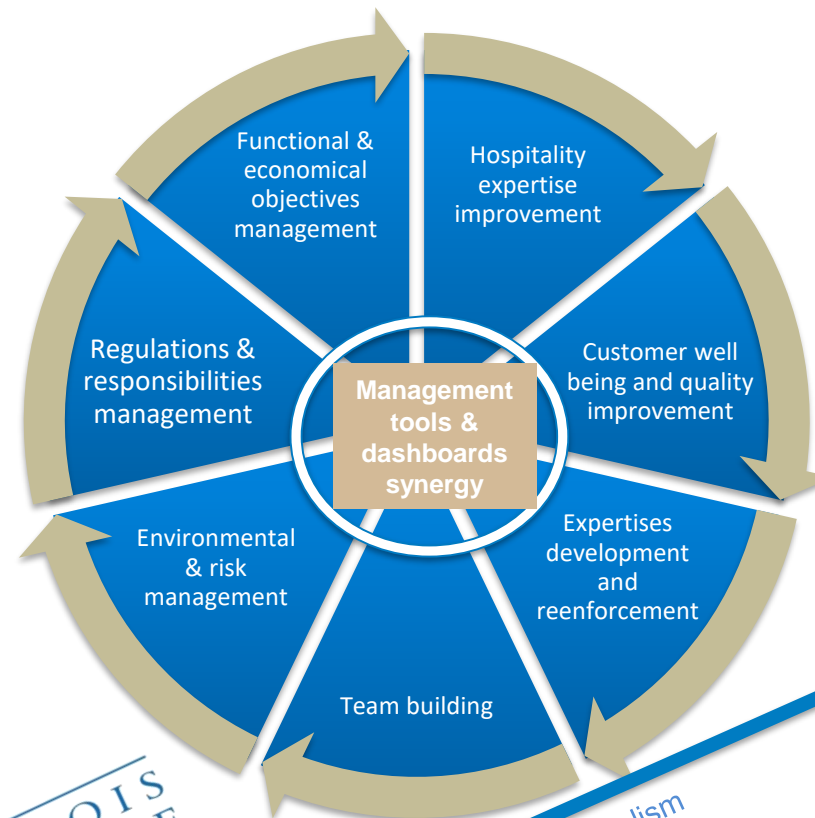 Functional &
economical
objectives
management
Hospitality
expertise
improvement
Customer well
being and quality
improvement
Expertises
development
and
reenforcement
Team building
Environmental
& risk
management
Regulations &
responsibilities
management
Management
tools &
dashboards
synergy